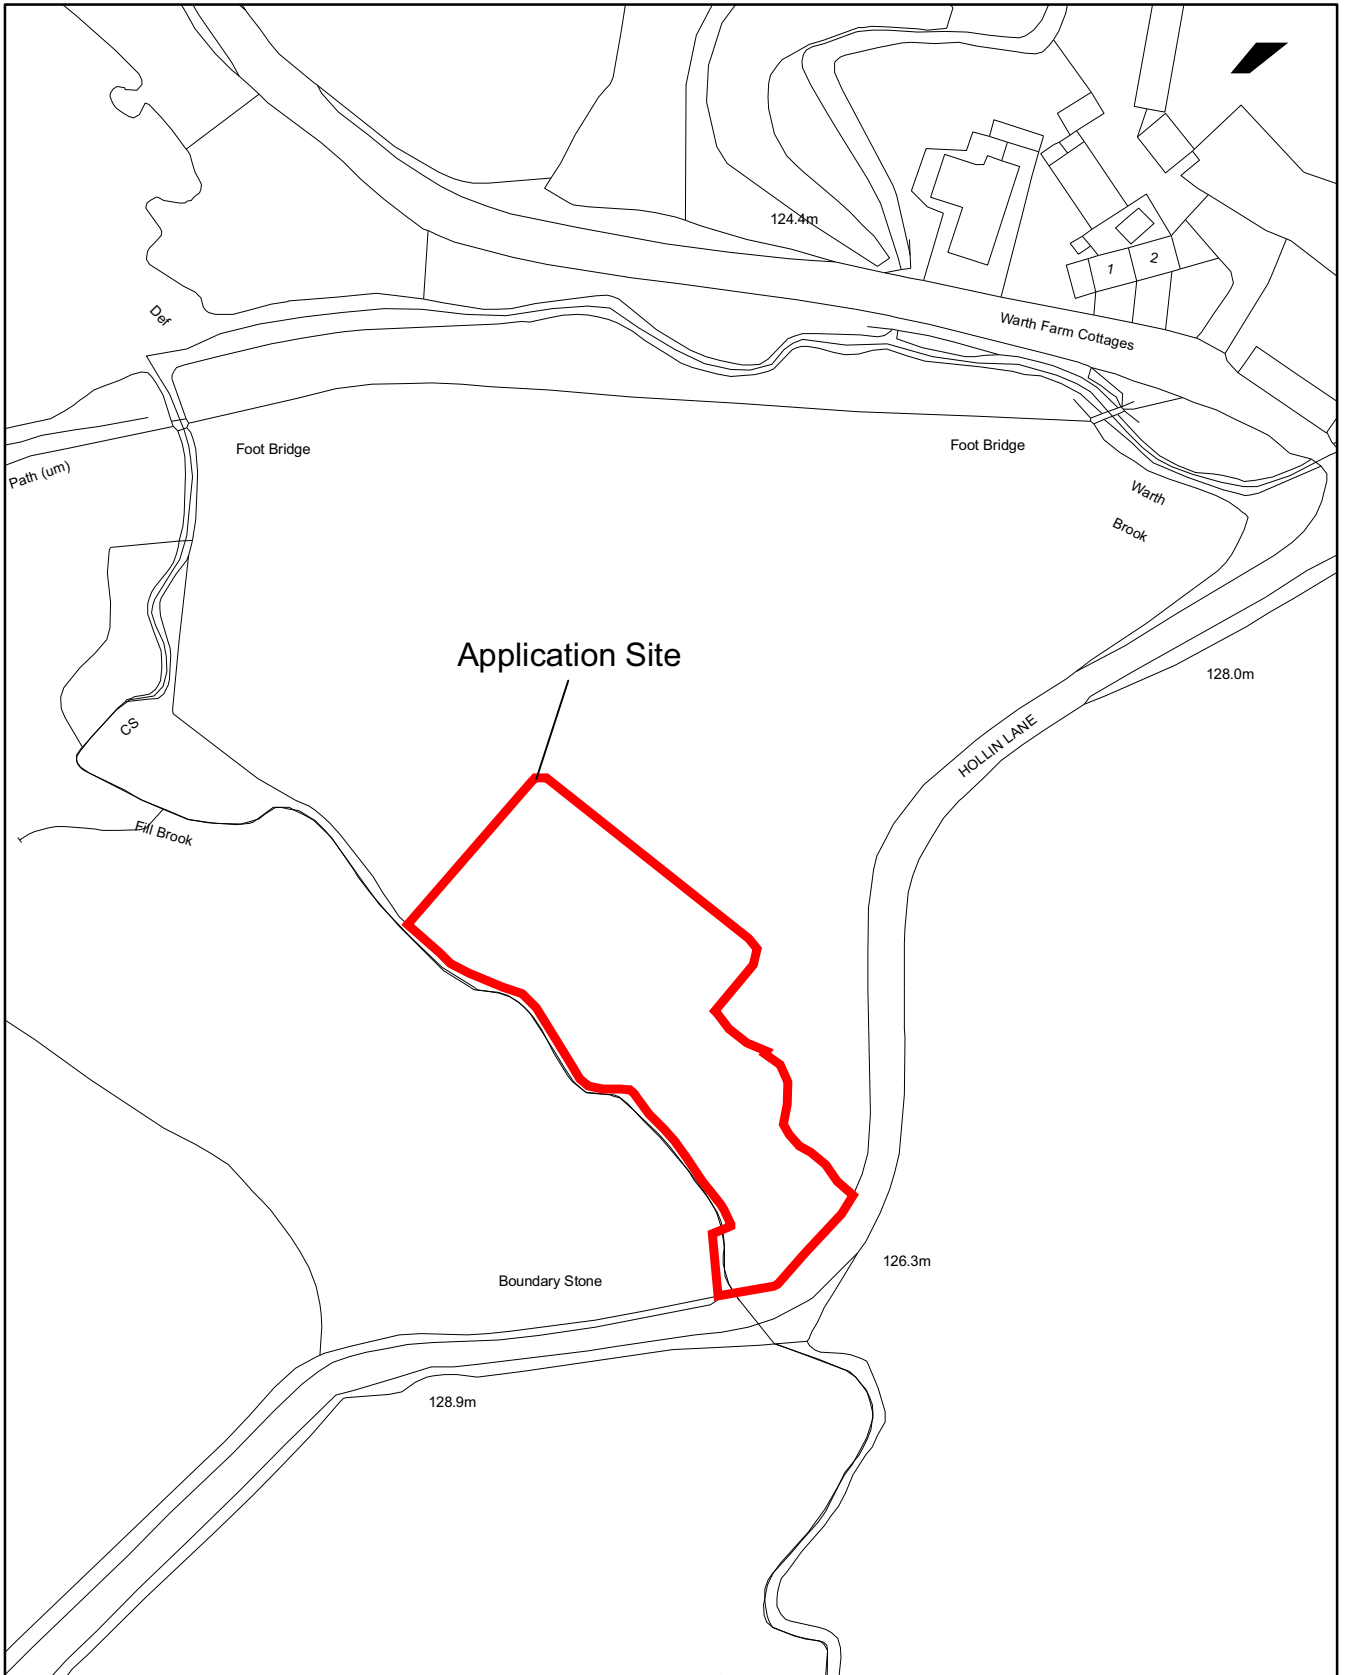 124.4m
1
2
Def
Warth Farm Cottages
Foot Bridge
Foot Bridge
Path (um)
Warth
Brook
Application Site
128.0m
CS
HOLLIN LANE
Fill Brook
126.3m
Boundary Stone
128.9m